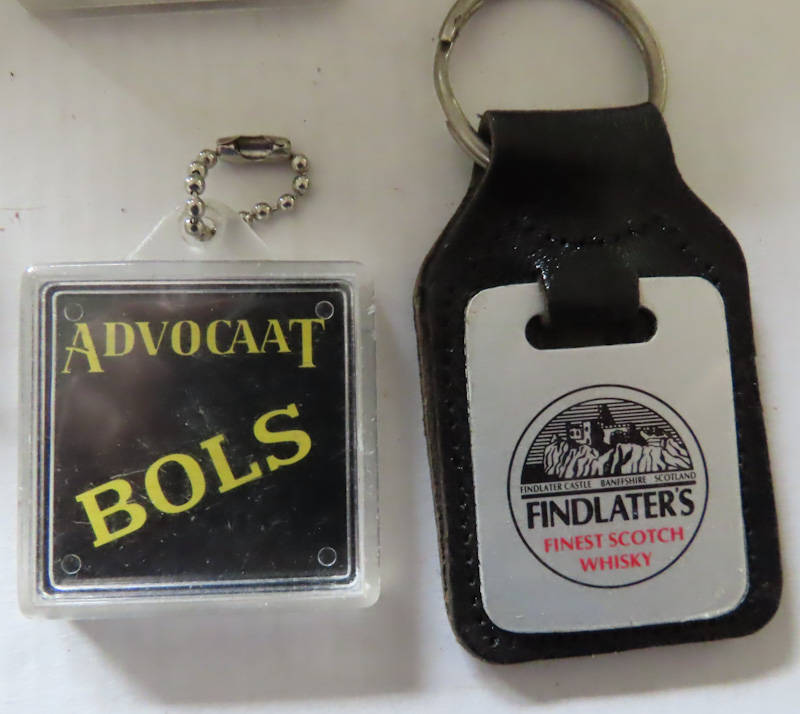 ADVOCAAT
BOLS
FINDLATER CASTLE BANFFSHIRE SCOTLAND
FINDLATER'S
FINEST SCOTCH
WHISKY